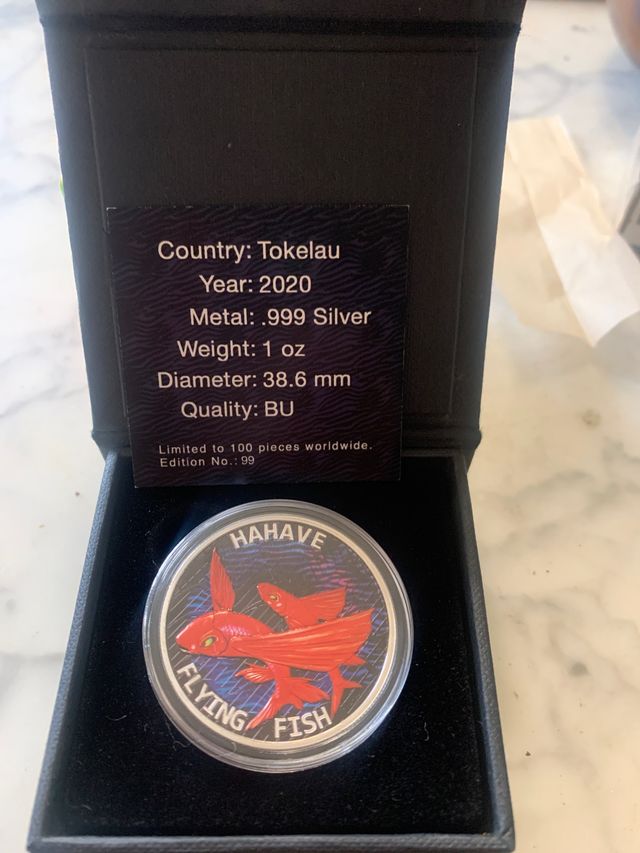 Country: Tokelau
Year: 2020
Metal: .999 Silver
Weight: 1 oz
Diameter: 38.6 mm
Quality: BU
Limited to 100 pieces worldwide.
Edition No.: 99
HAHAVE
FLYING FISH